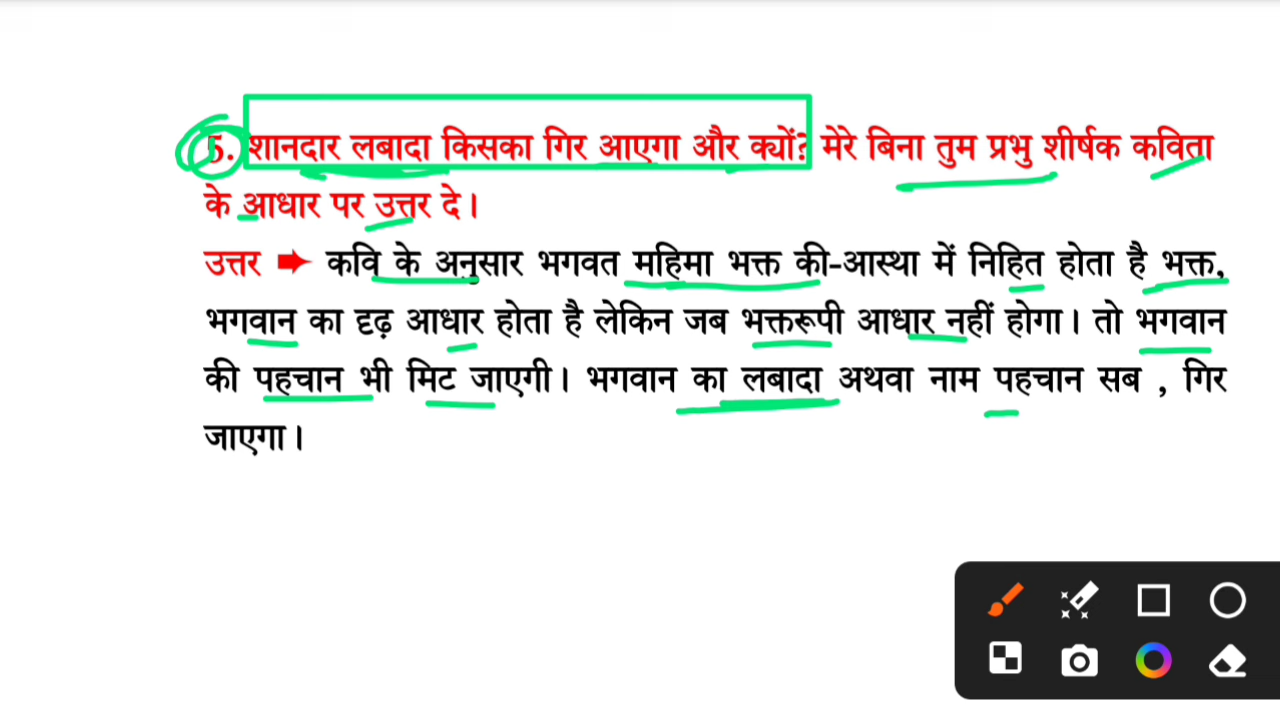 5. शानदार लबादा किसका गिर आएगा और क्यों? मेरे बिना तुम प्रभु शीर्षक कविता
के आधार पर उत्तर दे।
उत्तर ➨ कवि के अनुसार भगवत महिमा भक्त की-आस्था में निहित होता है भक्त,
भगवान का दृढ़ आधार होता है लेकिन जब भक्तरूपी आधार नहीं होगा। तो भगवान
की पहचान भी मिट जाएगी। भगवान का लबादा अथवा नाम पहचान सब , गिर
जाएगा।